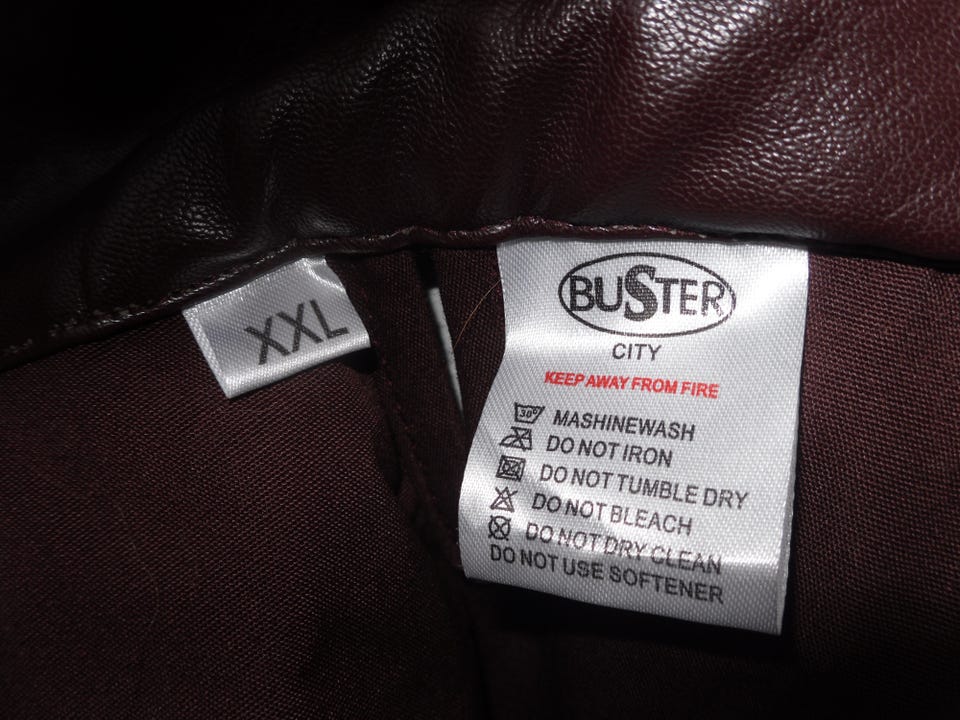 XXL
BUSTER
CITY
KEEP AWAY FROM FIRE
30° MASHINEWASH
DO NOT IRON
DO NOT TUMBLE DRY
DO NOT BLEACH
DO NOT DRY CLEAN
DO NOT USE SOFTENER